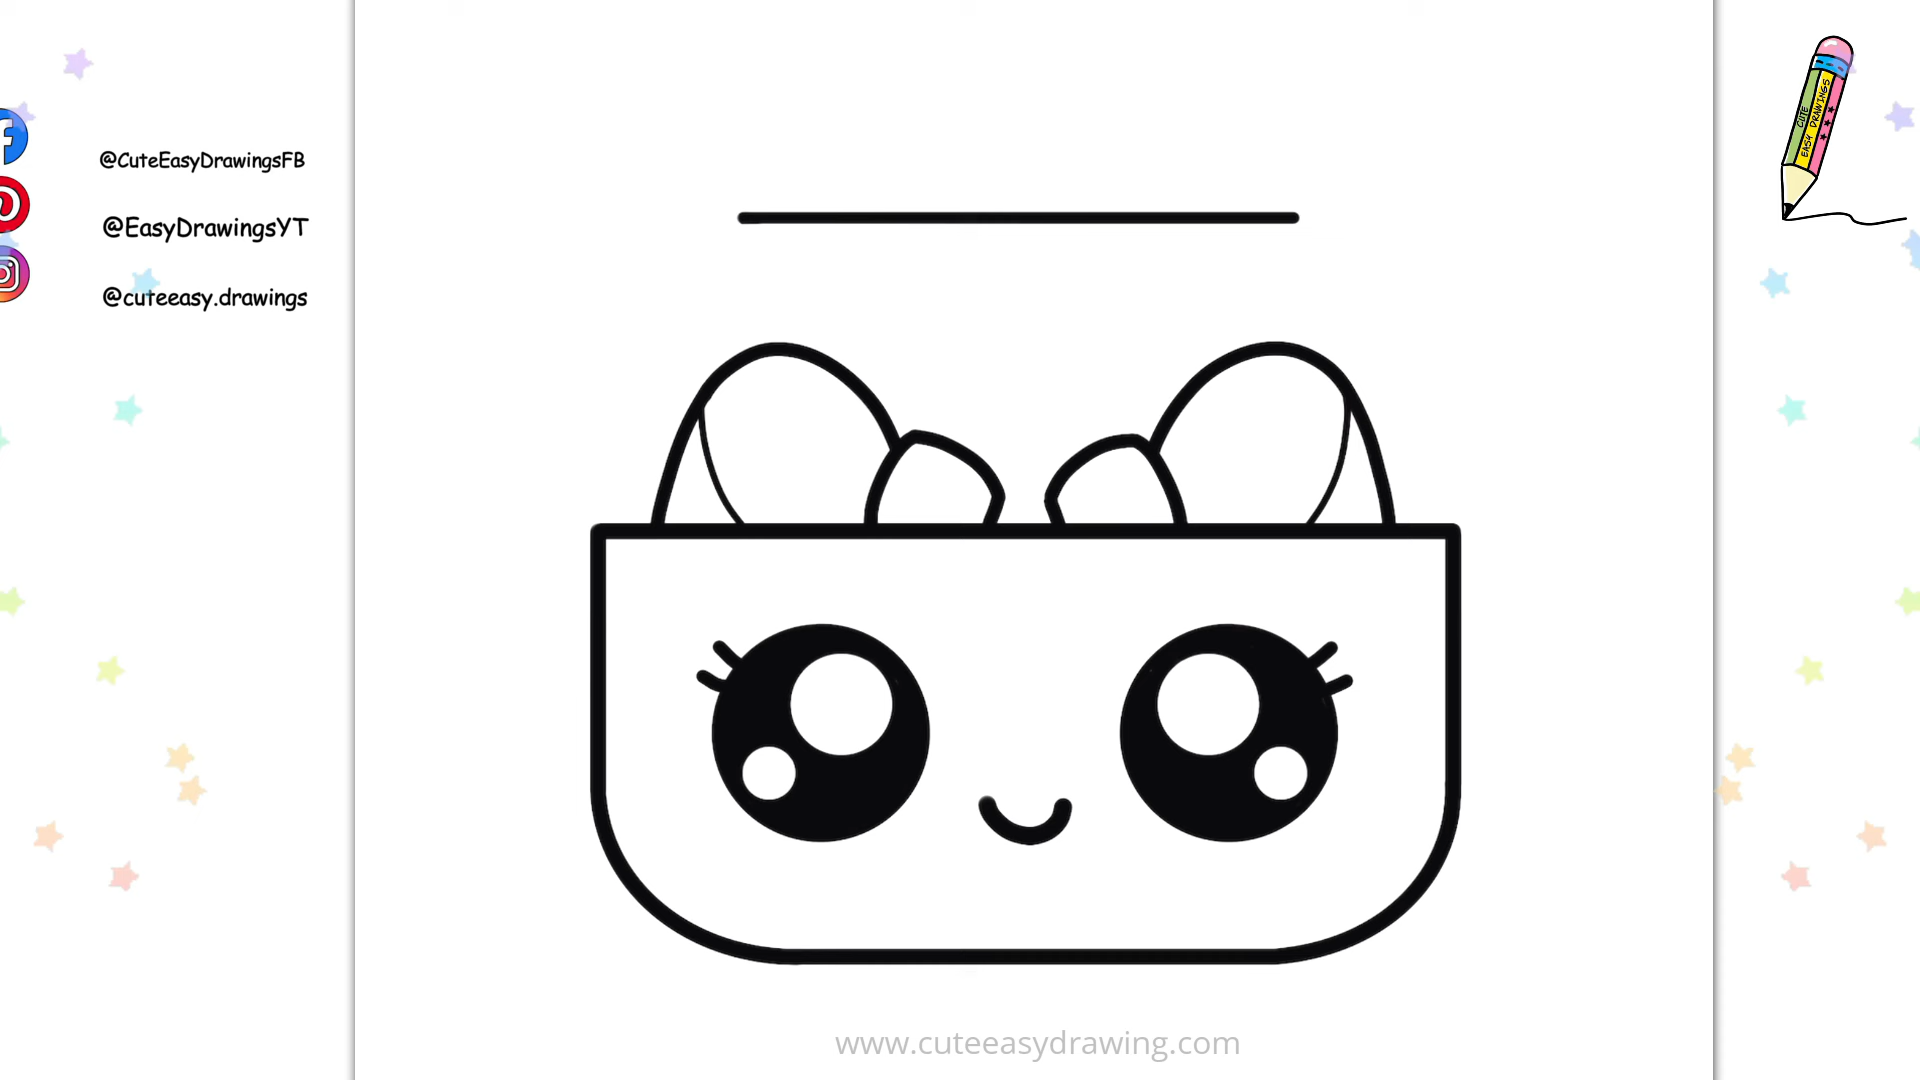 @CuteEasyDrawingsFB
@EasyDrawingsYT
@cuteeasy.drawings
CUTE
EASY DRAWINGS
www.cuteeasydrawing.com